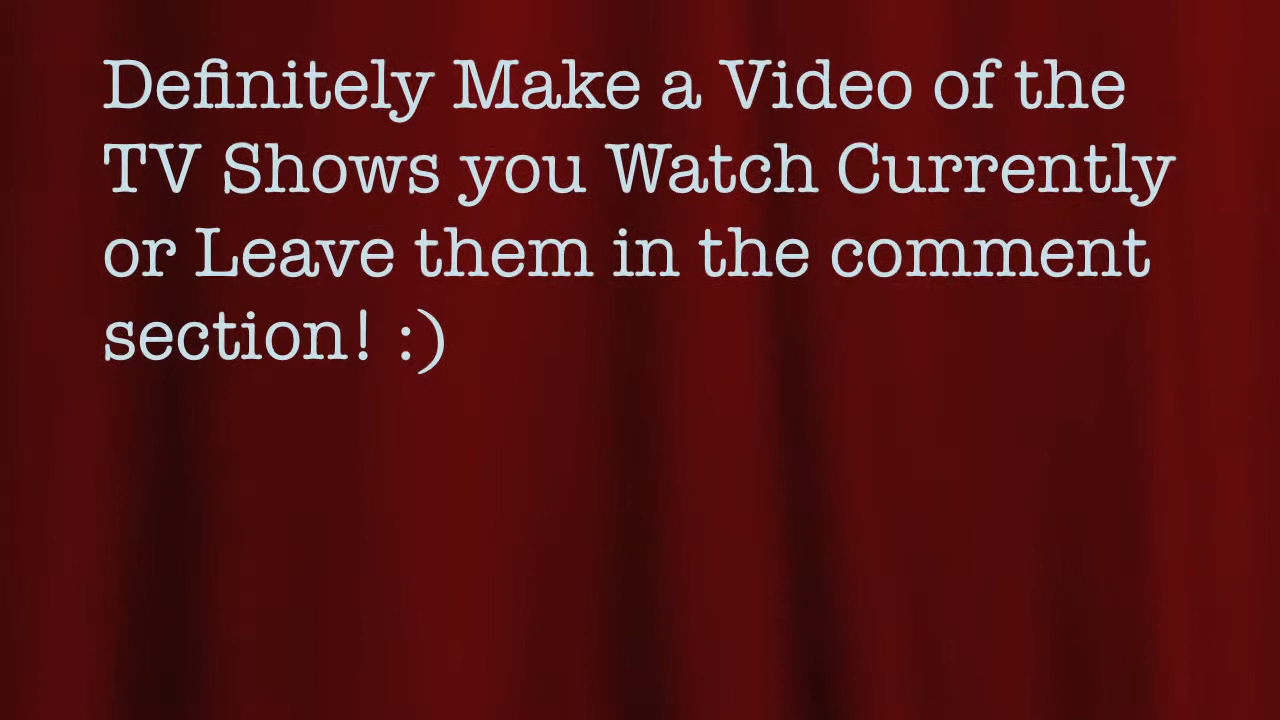 Definitely Make a Video of the
TV Shows you Watch Currently
or Leave them in the comment
section! :)